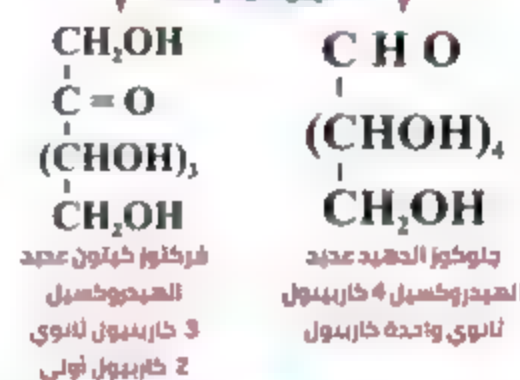 CH₂OH
C = O
(CHOH)₃
CH₂OH
فركتوز كيتون عديد
الهيدروكسيل
3 كاربينول ثانوي
2 كاربينول أولي
C H O
(CHOH)₄
CH₂OH
جلوكوز الدهيد عديد
الهيدروكسيل 4 كاربينول
ثانوي واحدة كاربينول